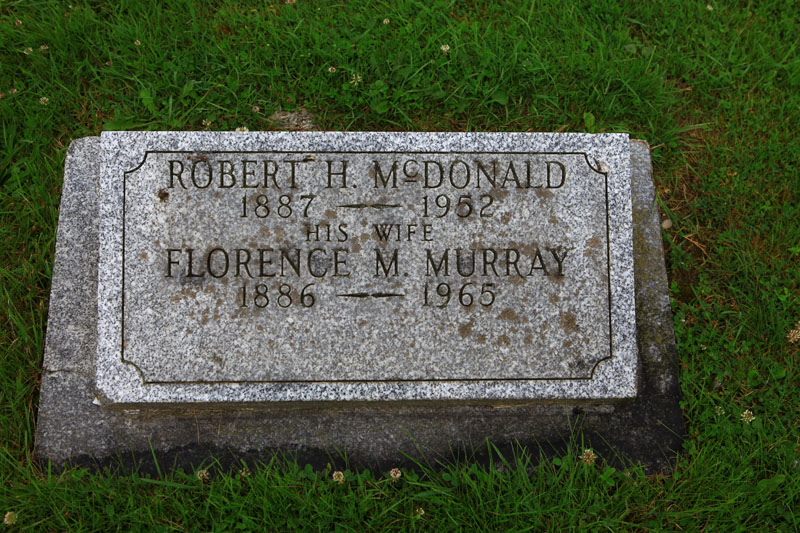 ROBERT H. McDONALD
1887 — 1952
HIS WIFE
FLORENCE M. MURRAY
1886 — 1965